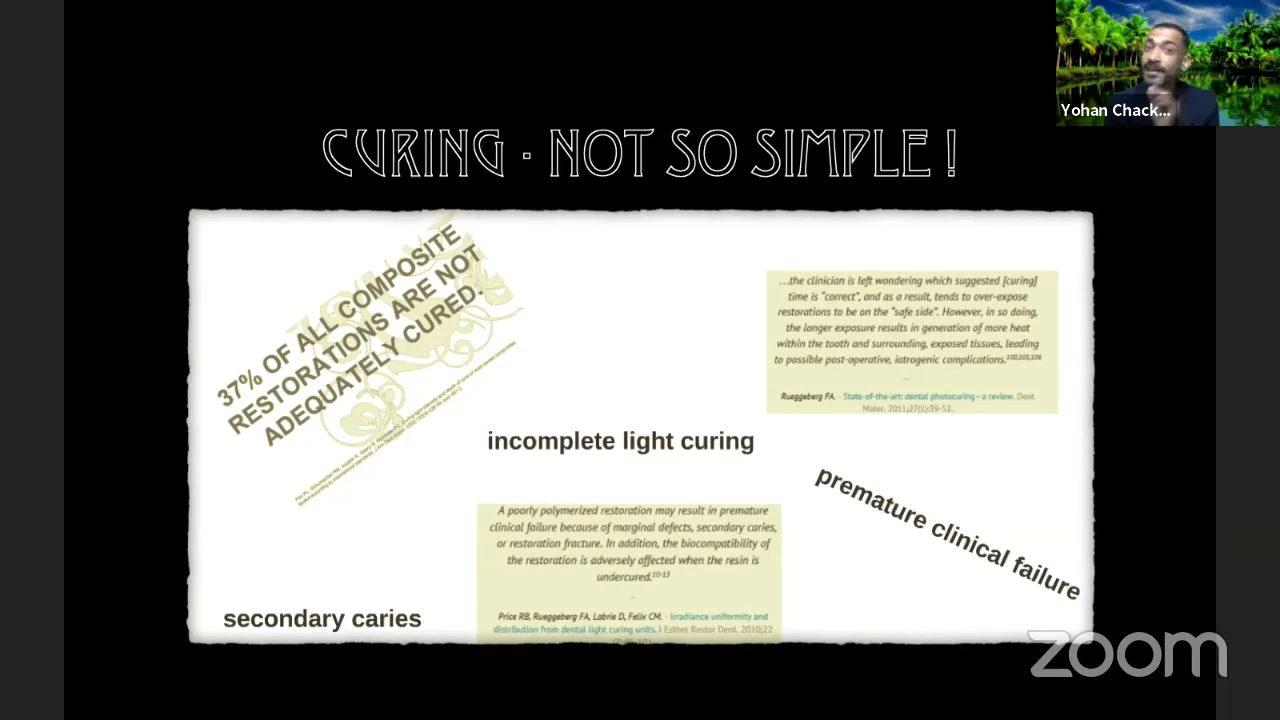 Yohan Chack...
CURING - NOT SO SIMPLE !
37% OF ALL COMPOSITE
RESTORATIONS ARE NOT
ADEQUATELY CURED.
...the clinician is left wondering which suggested [curing]
time is "correct", and as a result, tends to over-expose
restorations to be on the "safe side". However, in so doing,
the longer exposure results in generation of more heat
within the tooth and surrounding, exposed tissues, leading
to possible post-operative, iatrogenic complications.100,103,106
...
Rueggeberg FA. - State-of-the-art: dental photocuring—a review. Dent
Mater. 2011;27(1):39-52.
incomplete light curing
premature clinical failure
A poorly polymerized restoration may result in premature
clinical failure because of marginal defects, secondary caries,
or restoration fracture. In addition, the biocompatibility of
the restoration is adversely affected when the resin is
undercured.10-13
...
Price RB, Rueggeberg FA, Labrie D, Felix CM. - Irradiance uniformity and
distribution from dental light curing units. J Esthet Restor Dent. 2010;22
secondary caries
zoom